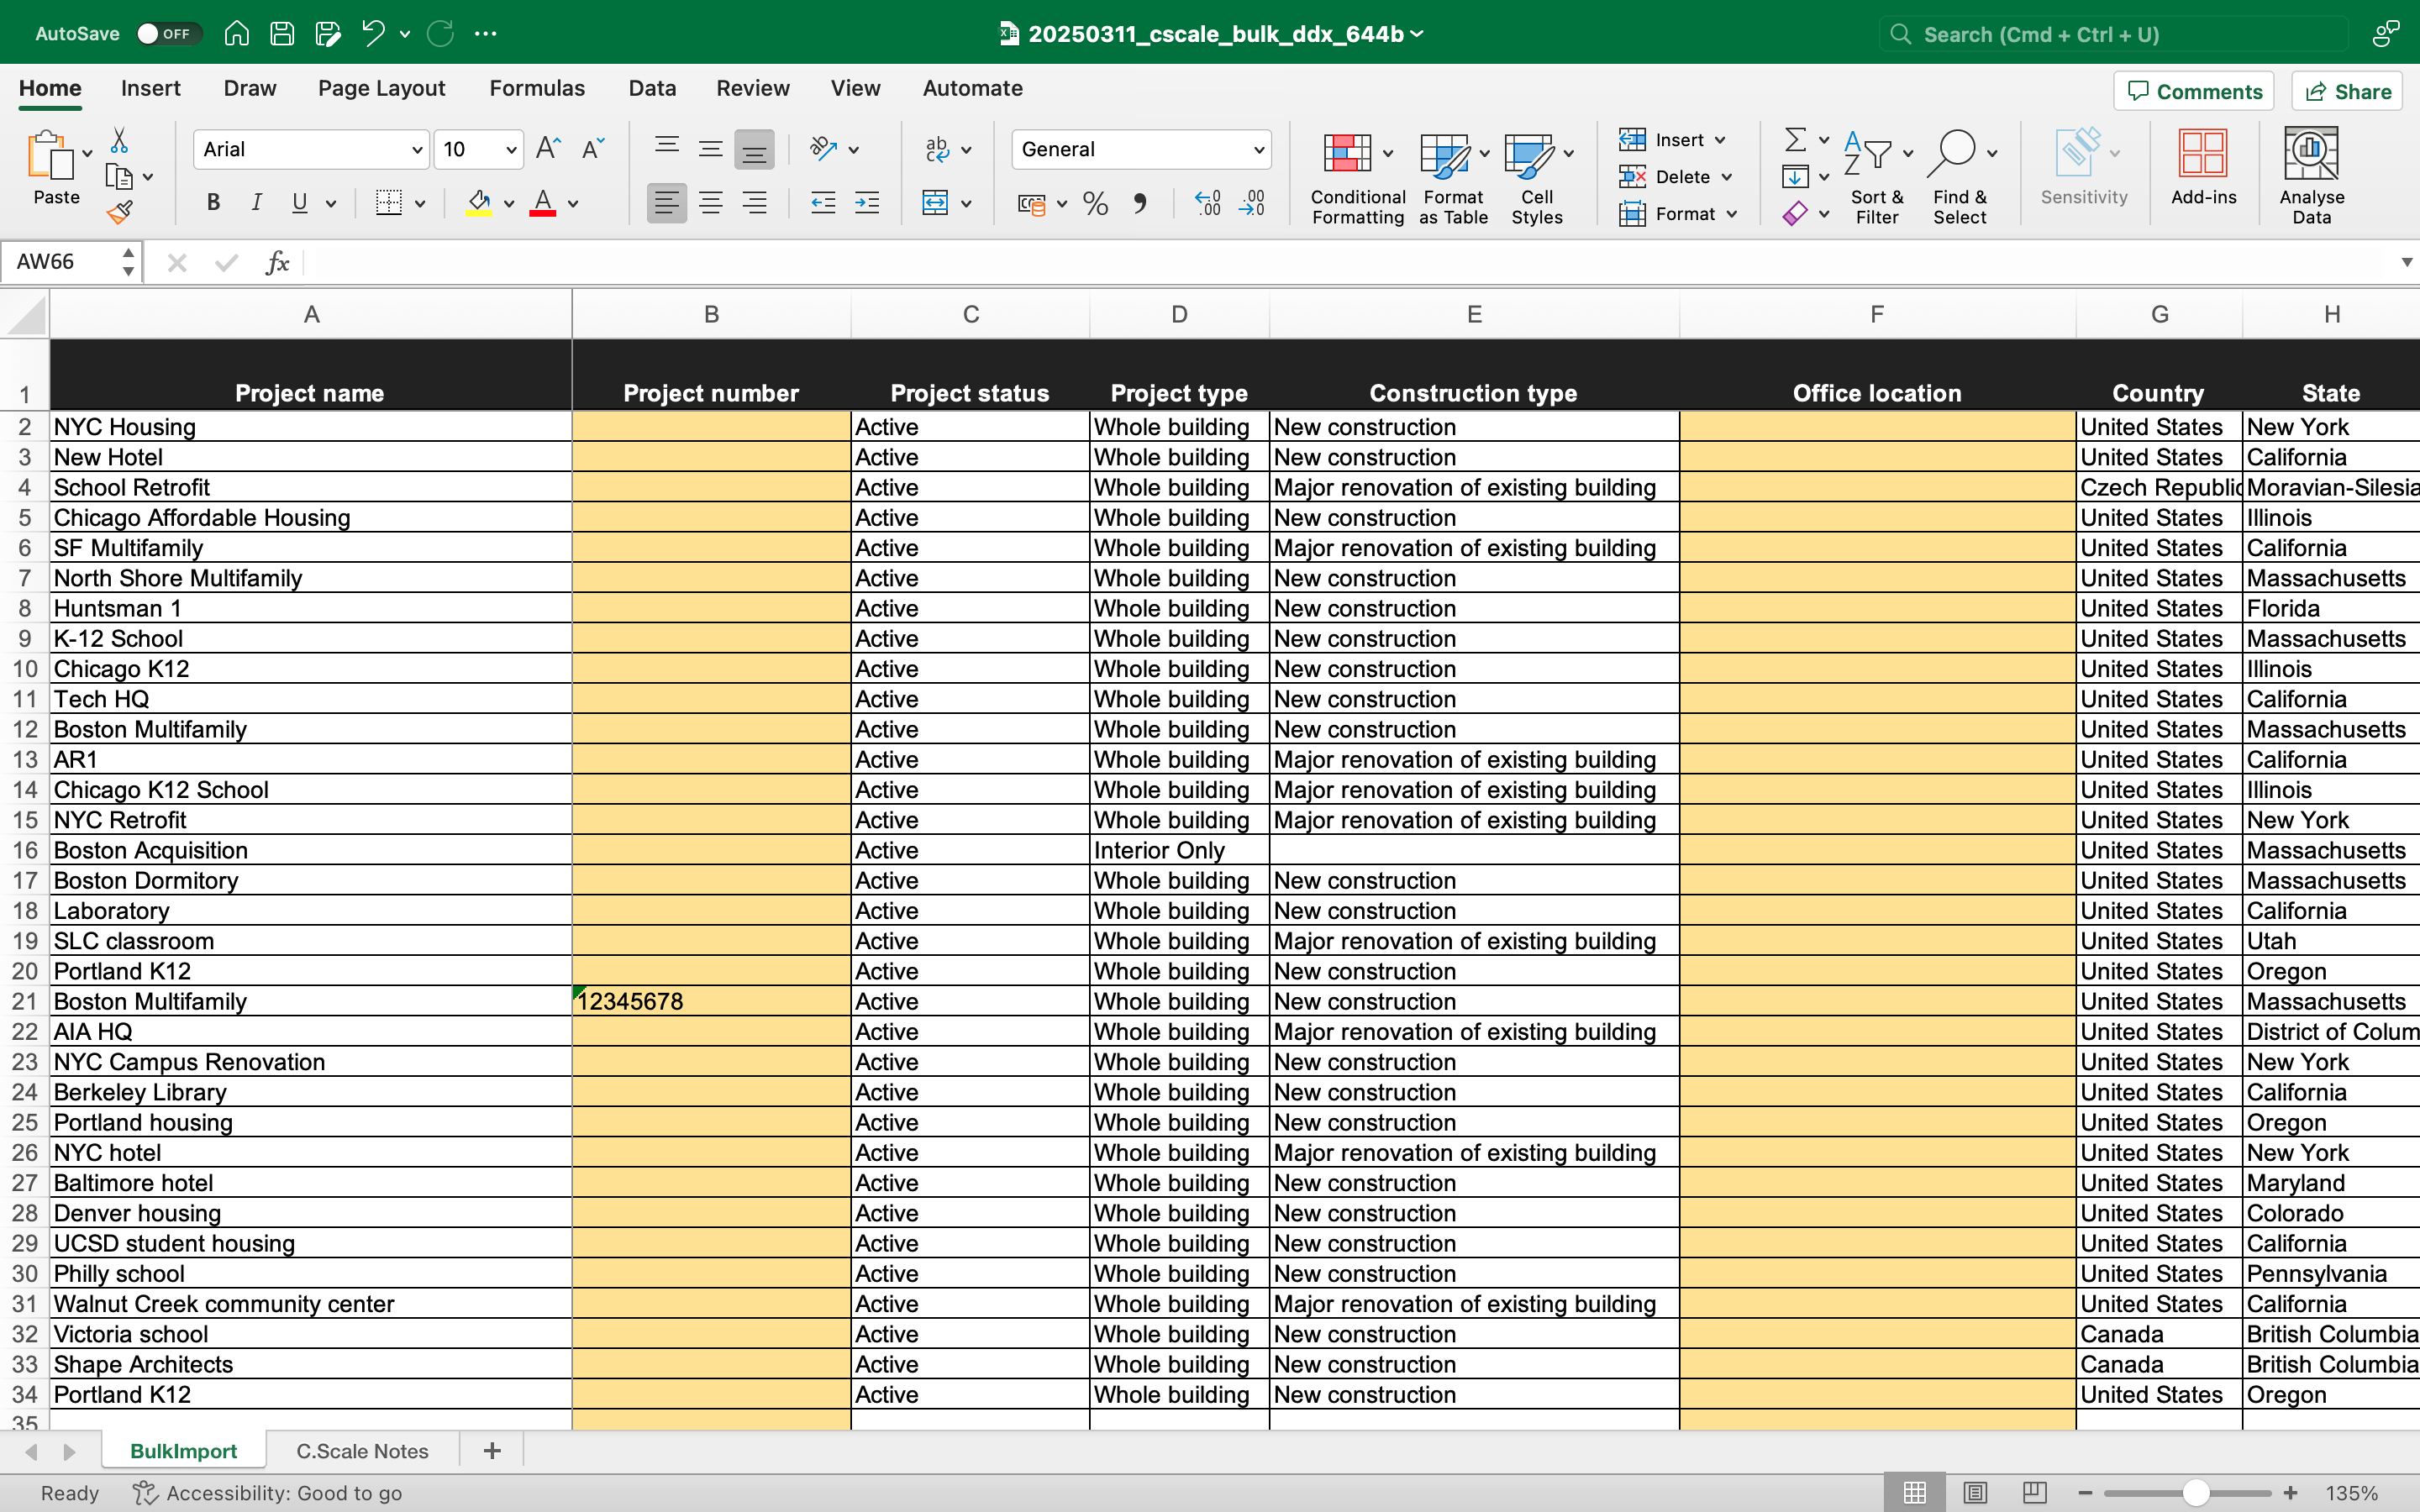 AutoSave OFF 20250311_cscale_bulk_ddx_644b Search (Cmd + Ctrl + U)
Home Insert Draw Page Layout Formulas Data Review View Automate Comments Share
Paste Arial 10 General Conditional Formatting Format as Table Cell Styles Insert Delete Format Sort & Filter Find & Select Sensitivity Add-ins Analyse Data
AW66 fx
A B C D E F G H
1 Project name Project number Project status Project type Construction type Office location Country State
2 NYC Housing Active Whole building New construction United States New York
3 New Hotel Active Whole building New construction United States California
4 School Retrofit Active Whole building Major renovation of existing building Czech Republic Moravian-Silesia
5 Chicago Affordable Housing Active Whole building New construction United States Illinois
6 SF Multifamily Active Whole building Major renovation of existing building United States California
7 North Shore Multifamily Active Whole building New construction United States Massachusetts
8 Huntsman 1 Active Whole building New construction United States Florida
9 K-12 School Active Whole building New construction United States Massachusetts
10 Chicago K12 Active Whole building New construction United States Illinois
11 Tech HQ Active Whole building New construction United States California
12 Boston Multifamily Active Whole building New construction United States Massachusetts
13 AR1 Active Whole building Major renovation of existing building United States California
14 Chicago K12 School Active Whole building Major renovation of existing building United States Illinois
15 NYC Retrofit Active Whole building Major renovation of existing building United States New York
16 Boston Acquisition Active Interior Only United States Massachusetts
17 Boston Dormitory Active Whole building New construction United States Massachusetts
18 Laboratory Active Whole building New construction United States California
19 SLC classroom Active Whole building Major renovation of existing building United States Utah
20 Portland K12 Active Whole building New construction United States Oregon
21 Boston Multifamily 12345678 Active Whole building New construction United States Massachusetts
22 AIA HQ Active Whole building Major renovation of existing building United States District of Colum
23 NYC Campus Renovation Active Whole building New construction United States New York
24 Berkeley Library Active Whole building New construction United States California
25 Portland housing Active Whole building New construction United States Oregon
26 NYC hotel Active Whole building Major renovation of existing building United States New York
27 Baltimore hotel Active Whole building New construction United States Maryland
28 Denver housing Active Whole building New construction United States Colorado
29 UCSD student housing Active Whole building New construction United States California
30 Philly school Active Whole building New construction United States Pennsylvania
31 Walnut Creek community center Active Whole building Major renovation of existing building United States California
32 Victoria school Active Whole building New construction Canada British Columbia
33 Shape Architects Active Whole building New construction Canada British Columbia
34 Portland K12 Active Whole building New construction United States Oregon
35
BulkImport C.Scale Notes
Ready Accessibility: Good to go 135%